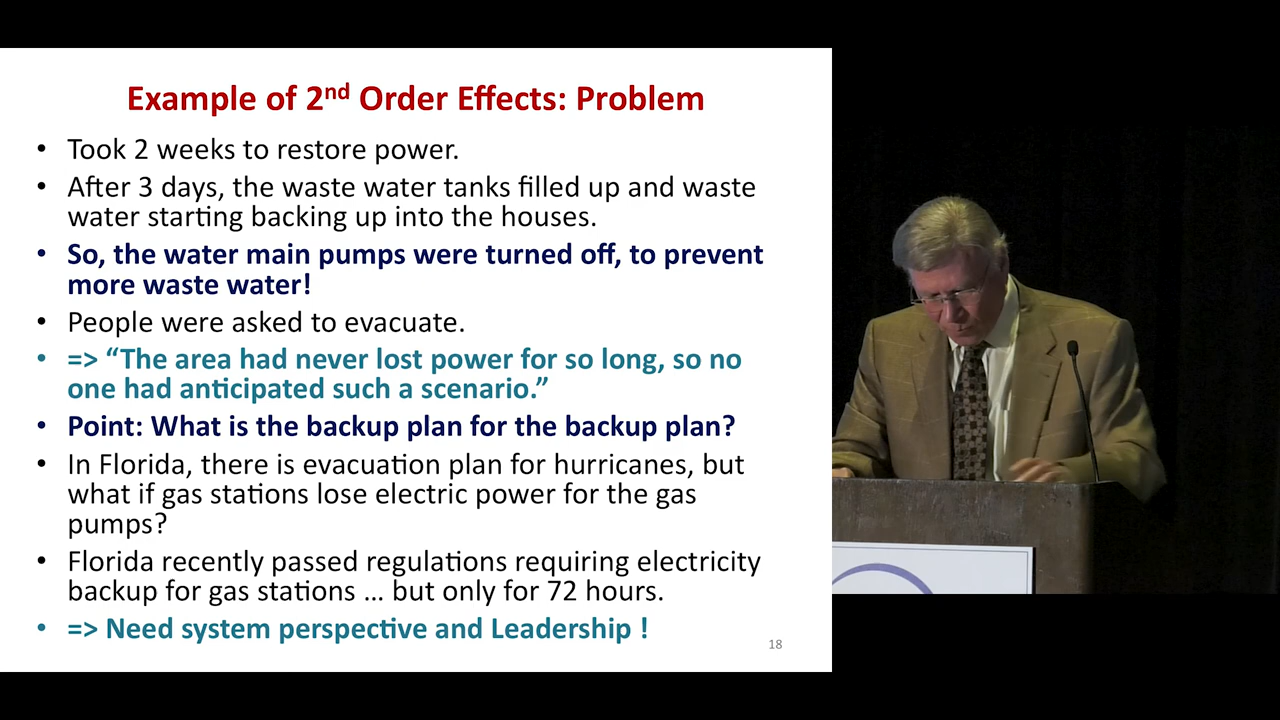 Example of 2nd Order Effects: Problem
• Took 2 weeks to restore power.
• After 3 days, the waste water tanks filled up and waste
water starting backing up into the houses.
• So, the water main pumps were turned off, to prevent
more waste water!
• People were asked to evacuate.
• => “The area had never lost power for so long, so no
one had anticipated such a scenario.”
• Point: What is the backup plan for the backup plan?
• In Florida, there is evacuation plan for hurricanes, but
what if gas stations lose electric power for the gas
pumps?
• Florida recently passed regulations requiring electricity
backup for gas stations … but only for 72 hours.
• => Need system perspective and Leadership !
18